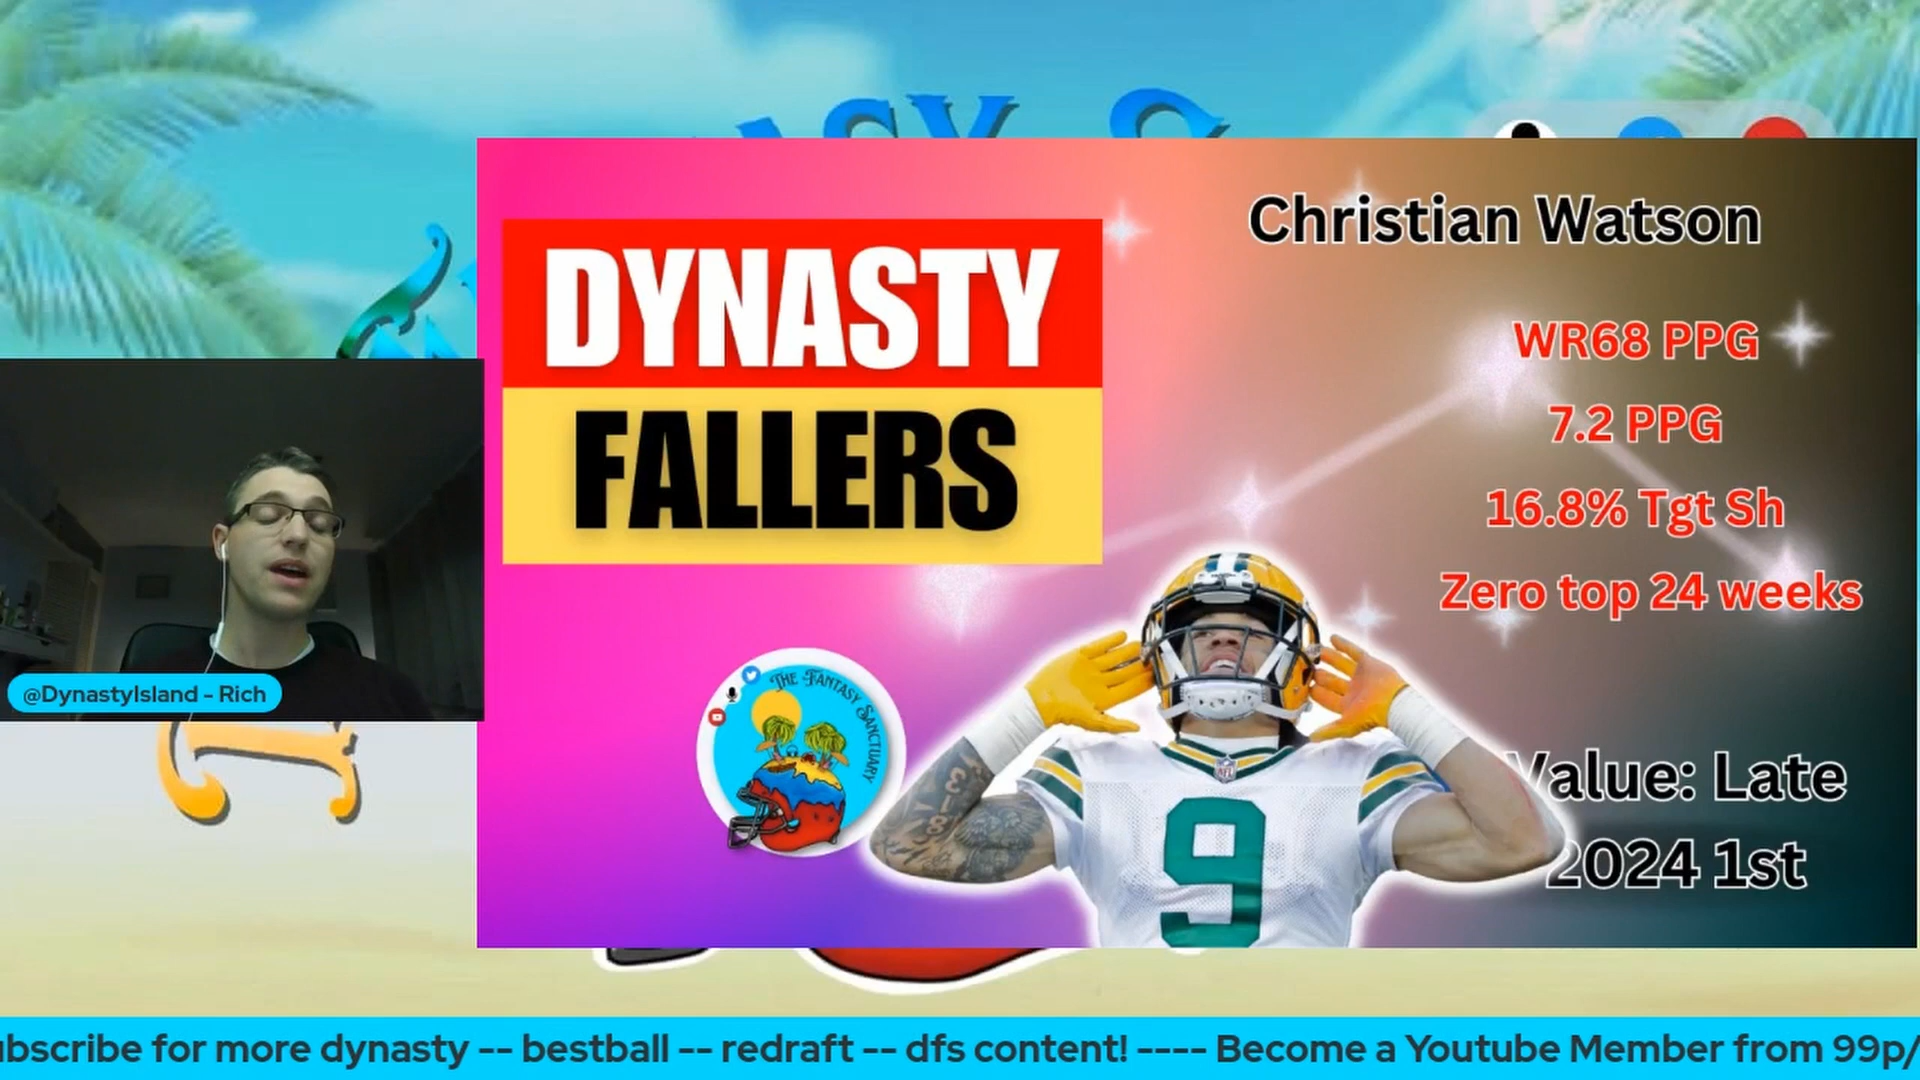 ASY
Christian Watson
DYNASTY
FALLERS
WR68 PPG
7.2 PPG
16.8% Tgt Sh
Zero top 24 weeks
@DynastyIsland - Rich
THE FANTASY SANCTUARY
NFL
9
Value: Late
2024 1st
ubscribe for more dynasty -- bestball -- redraft -- dfs content! ---- Become a Youtube Member from 99p/